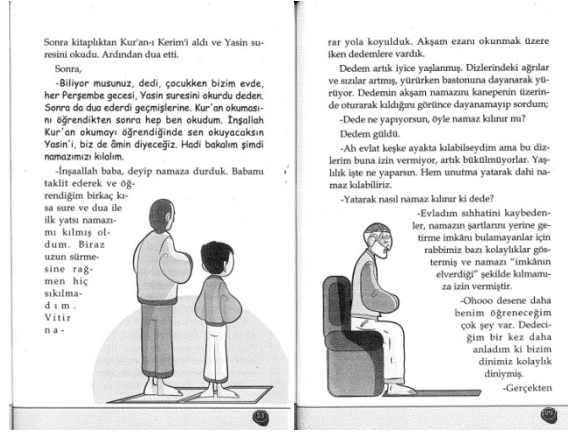 Sonra kitaplıktan Kur'an-ı Kerim'i aldı ve Yasin su-
resini okudu. Ardından dua etti.
Sonra,
-Biliyor musunuz, dedi, çocukken bizim evde,
her Perşembe gecesi, Yasin suresini okurdu deden.
Sonra da dua ederdi geçmişlerine. Kur'an okuması-
nı öğrendikten sonra hep ben okudum. İnşallah
Kur'an okumayı öğrendiğinde sen okuyacaksın
Yasin'i, biz de âmin diyeceğiz. Hadi bakalım şimdi
namazımızı kılalım.
-İnşaallah baba, deyip namaza durduk. Babamı
taklit ederek ve öğ-
rendiğim birkaç kı-
sa sure ve dua ile
ilk yatsı namazı-
mı kılmış ol-
dum. Biraz
uzun sürme-
sine rağ-
men hiç
sıkılma-
dım.
Vitir
na-
53
rar yola koyulduk. Akşam ezanı okunmak üzere
iken dedemlere vardık.
Dedem artık iyice yaşlanmış. Dizlerindeki ağrılar
ve sızılar artmış, yürürken bastonuna dayanarak yü-
rüyor. Dedemin akşam namazını kanepenin üzerin-
de oturarak kıldığını görünce dayanamayıp sordum;
-Dede ne yapıyorsun, öyle namaz kılınır mı?
Dedem güldü.
-Ah evlat keşke ayakta kılabilseydim ama bu diz-
lerim buna izin vermiyor, artık bükülmüyorlar. Yaş-
lılık işte ne yaparsın. Hem unutma yatarak dahi na-
maz kılabiliriz.
-Yatarak nasıl namaz kılınır ki dede?
-Evladım sıhhatini kaybeden-
ler, namazın şartlarını yerine ge-
tirme imkânı bulamayanlar için
rabbimiz bazı kolaylıklar gös-
termiş ve namazı "imkânın
elverdiği" şekilde kılmamı-
za izin vermiştir.
-Ohooo desene daha
benim öğreneceğim
çok şey var. Dedeci-
ğim bir kez daha
anladım ki bizim
dinimiz kolaylık
diniymiş.
-Gerçekten
109